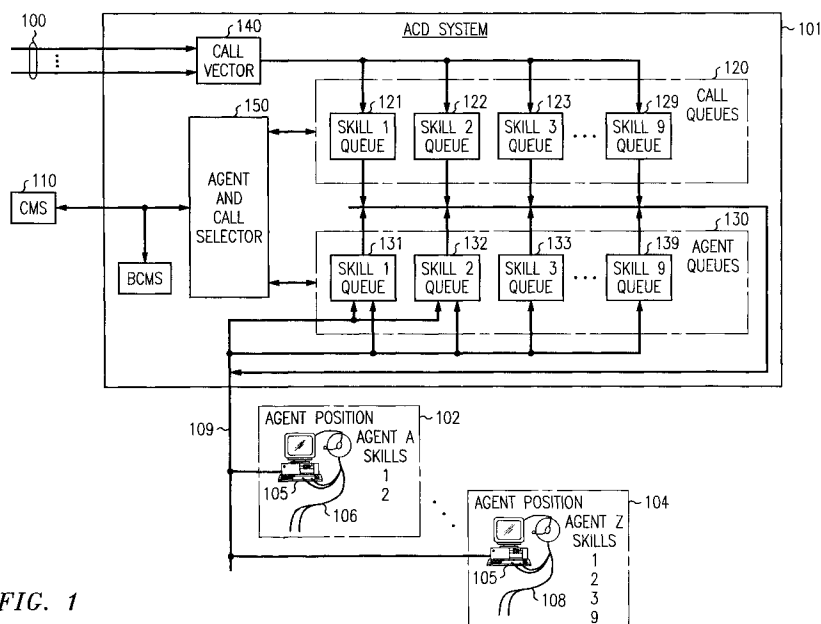 100
140
ACD SYSTEM
101
CALL
VECTOR
120
150
121
122
123
129
CALL
QUEUES
SKILL 1
QUEUE
SKILL 2
QUEUE
SKILL 3
QUEUE
...
SKILL 9
QUEUE
110
CMS
AGENT
AND
CALL
SELECTOR
130
131
132
133
139
AGENT
QUEUES
BCMS
SKILL 1
QUEUE
SKILL 2
QUEUE
SKILL 3
QUEUE
...
SKILL 9
QUEUE
109
AGENT POSITION
102
AGENT A
SKILLS
1
2
105
106
AGENT POSITION
104
AGENT Z
SKILLS
1
2
3
9
105
108
FIG. 1